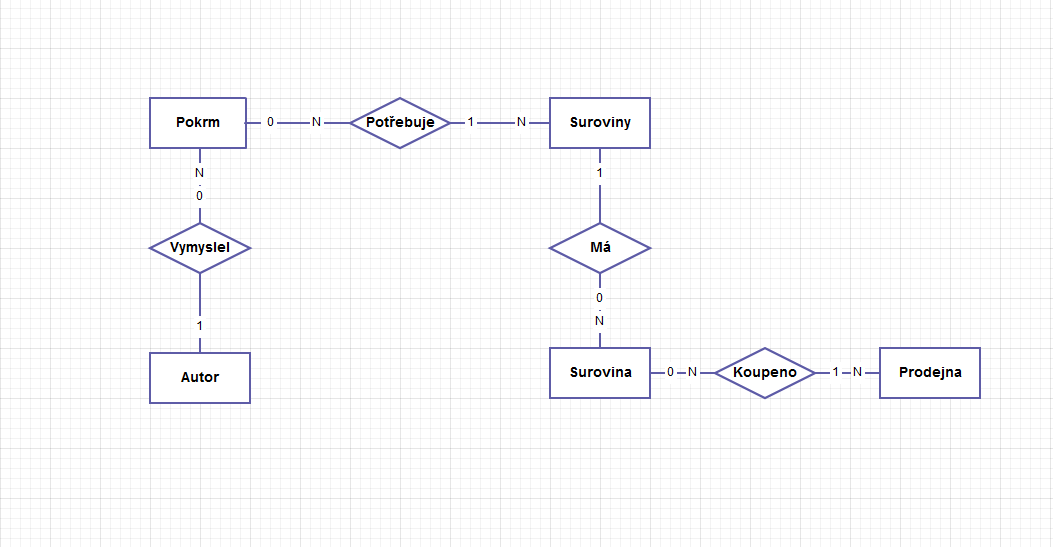 Pokrm 0 N Potřebuje 1 N Suroviny
N
0
1
Vymyslel
Má
1
0
N
Autor
Surovina 0 N Koupeno 1 N Prodejna